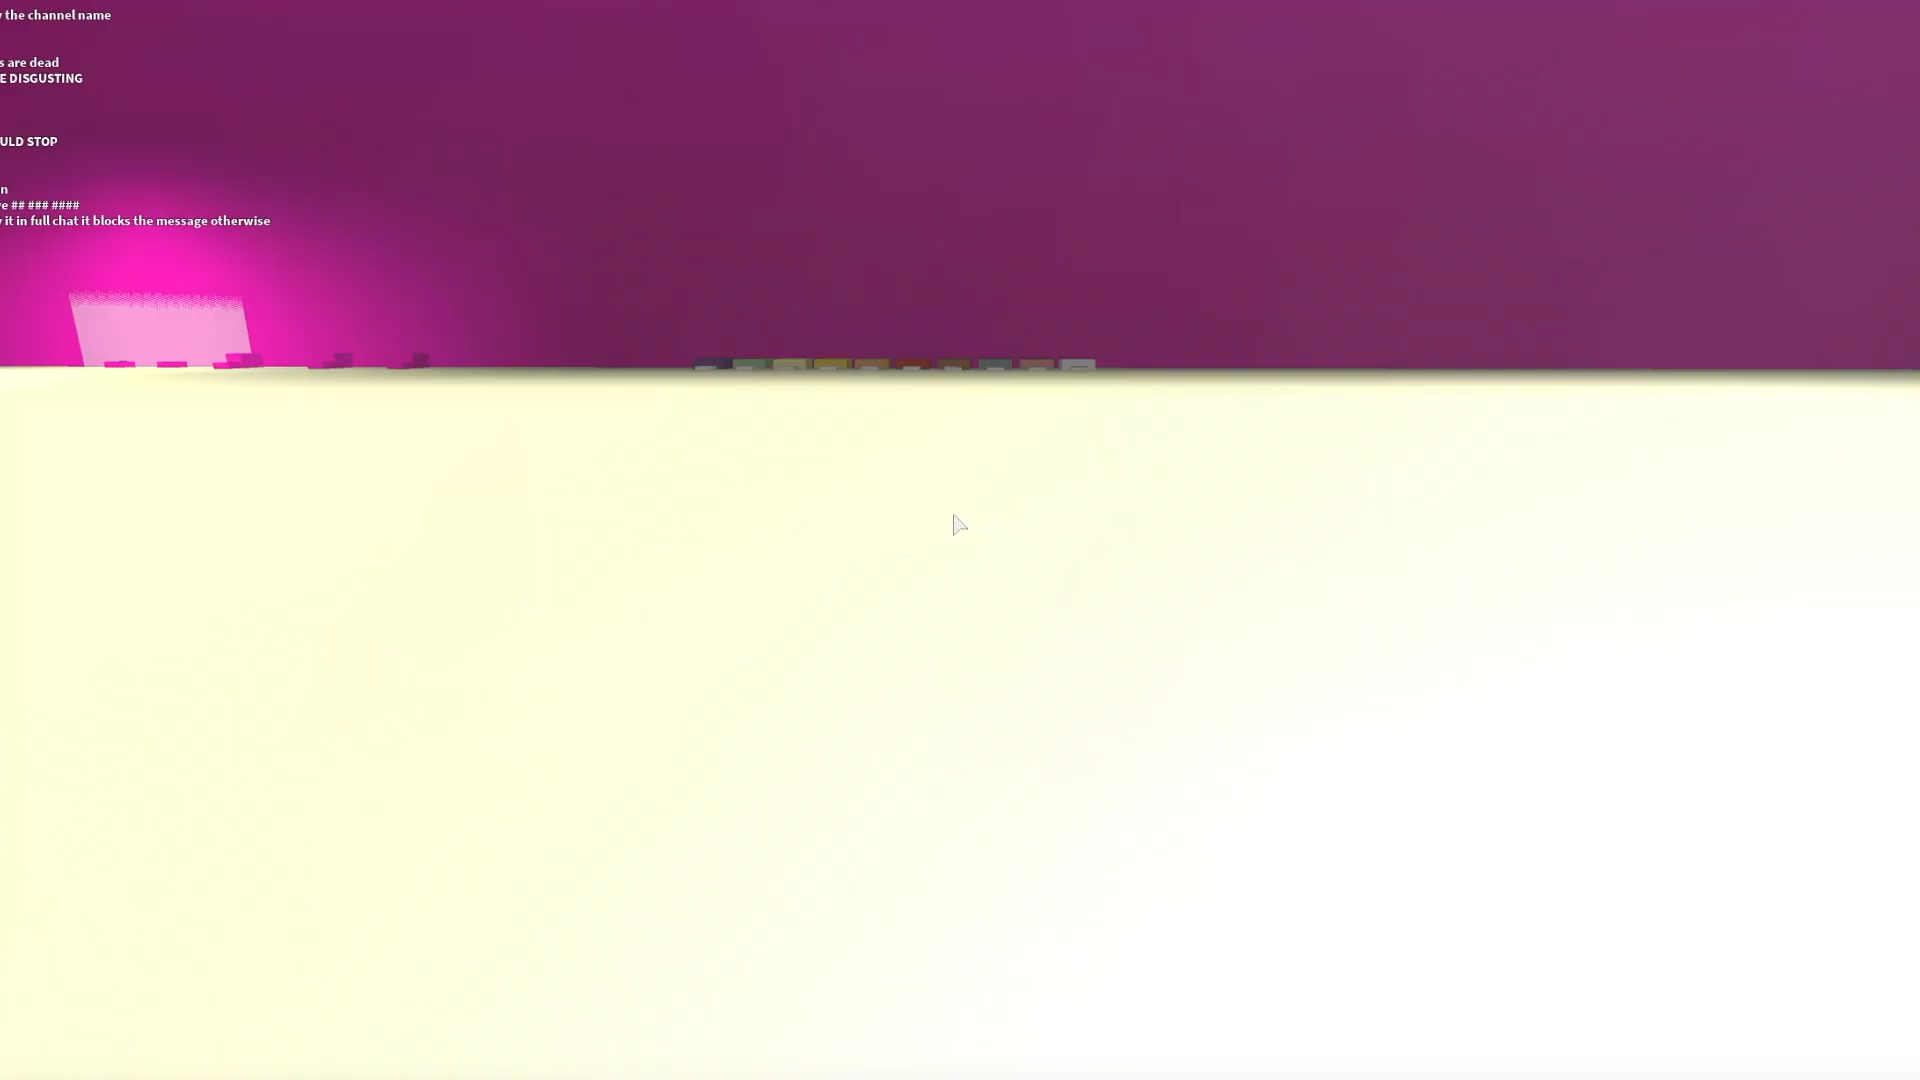 the channel name
s are dead
E DISGUSTING
ULD STOP
n
e ## ### ####
it in full chat it blocks the message otherwise